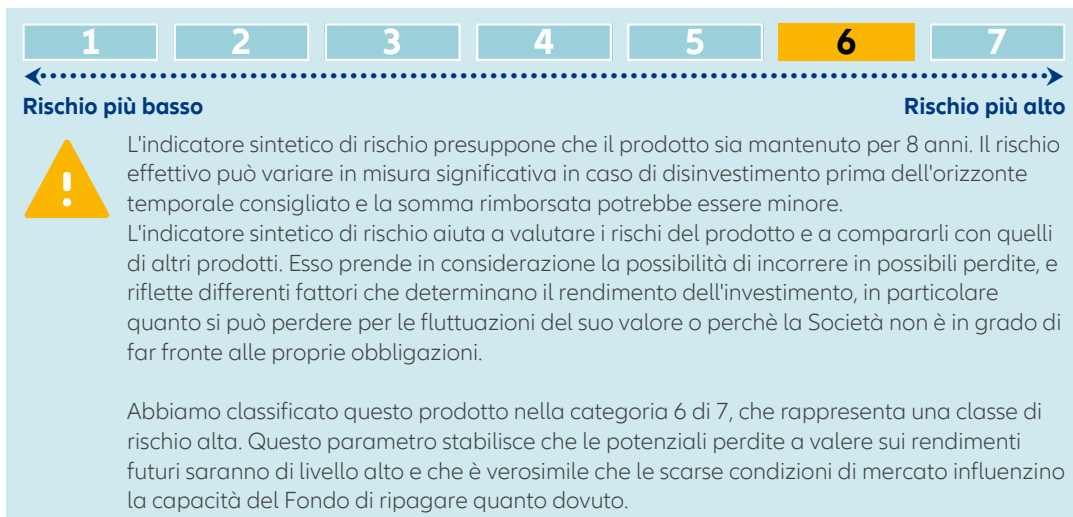 1 2 3 4 5 6 7
Rischio più basso Rischio più alto
L'indicatore sintetico di rischio presuppone che il prodotto sia mantenuto per 8 anni. Il rischio
effettivo può variare in misura significativa in caso di disinvestimento prima dell'orizzonte
temporale consigliato e la somma rimborsata potrebbe essere minore.
L'indicatore sintetico di rischio aiuta a valutare i rischi del prodotto e a compararli con quelli
di altri prodotti. Esso prende in considerazione la possibilità di incorrere in possibili perdite, e
riflette differenti fattori che determinano il rendimento dell'investimento, in particolare
quanto si può perdere per le fluttuazioni del suo valore o perchè la Società non è in grado di
far fronte alle proprie obbligazioni.
Abbiamo classificato questo prodotto nella categoria 6 di 7, che rappresenta una classe di
rischio alta. Questo parametro stabilisce che le potenziali perdite a valere sui rendimenti
futuri saranno di livello alto e che è verosimile che le scarse condizioni di mercato influenzino
la capacità del Fondo di ripagare quanto dovuto.